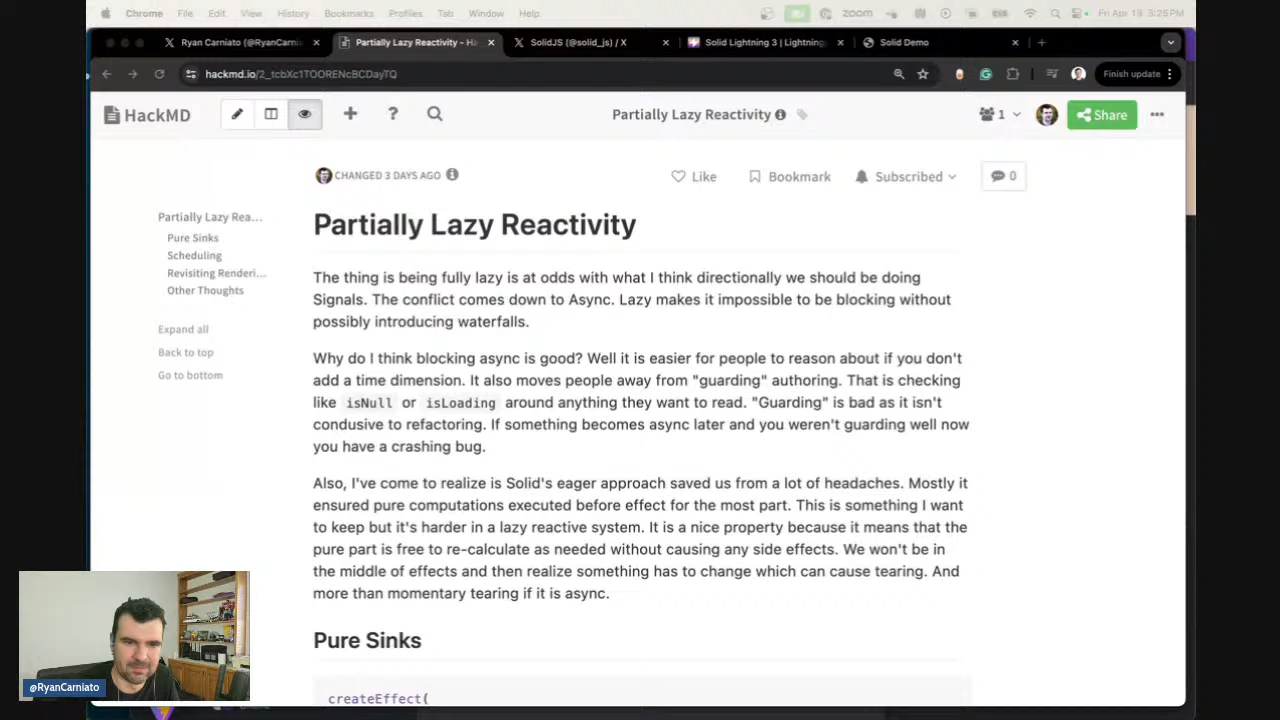 Chrome File Edit View History Bookmarks Profiles Tab Window Help zoom Fri Apr 19 3:25 PM
Ryan Carniato (@RyanCarni Partially Lazy Reactivity - Ha SolidJS (@solid_js) / X Solid Lightning 3 | Lightning Solid Demo
hackmd.io/2_tcbXc1TOORENcBCDayTQ Finish update
HackMD Partially Lazy Reactivity 1 Share
CHANGED 3 DAYS AGO Like Bookmark Subscribed 0
Partially Lazy Rea...
Pure Sinks
Scheduling
Revisiting Renderi...
Other Thoughts
Expand all
Back to top
Go to bottom
Partially Lazy Reactivity
The thing is being fully lazy is at odds with what I think directionally we should be doing
Signals. The conflict comes down to Async. Lazy makes it impossible to be blocking without
possibly introducing waterfalls.
Why do I think blocking async is good? Well it is easier for people to reason about if you don't
add a time dimension. It also moves people away from "guarding" authoring. That is checking
like isNull or isLoading around anything they want to read. "Guarding" is bad as it isn't
condusive to refactoring. If something becomes async later and you weren't guarding well now
you have a crashing bug.
Also, I've come to realize is Solid's eager approach saved us from a lot of headaches. Mostly it
ensured pure computations executed before effect for the most part. This is something I want
to keep but it's harder in a lazy reactive system. It is a nice property because it means that the
pure part is free to re-calculate as needed without causing any side effects. We won't be in
the middle of effects and then realize something has to change which can cause tearing. And
more than momentary tearing if it is async.
Pure Sinks
createEffect(
@RyanCarniato